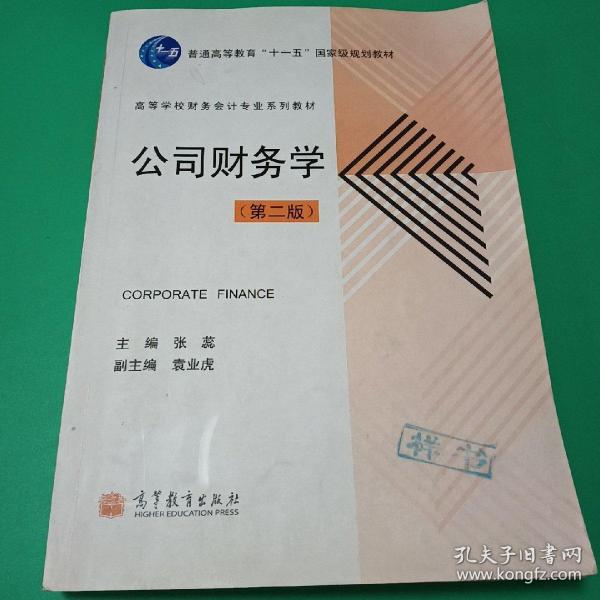 十一五
普通高等教育“十一五”国家级规划教材
高等学校财务会计专业系列教材
公司财务学
（第二版）
CORPORATE FINANCE
主 编 张 蕊
副主编 袁业虎
样书
高等教育出版社
HIGHER EDUCATION PRESS
孔夫子旧书网
www.kongfz.com